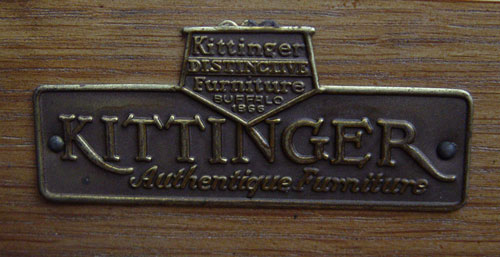 Kittinger
DISTINCTIVE
Furniture
BUFFALO
1866
KITTINGER
Authentique Furniture